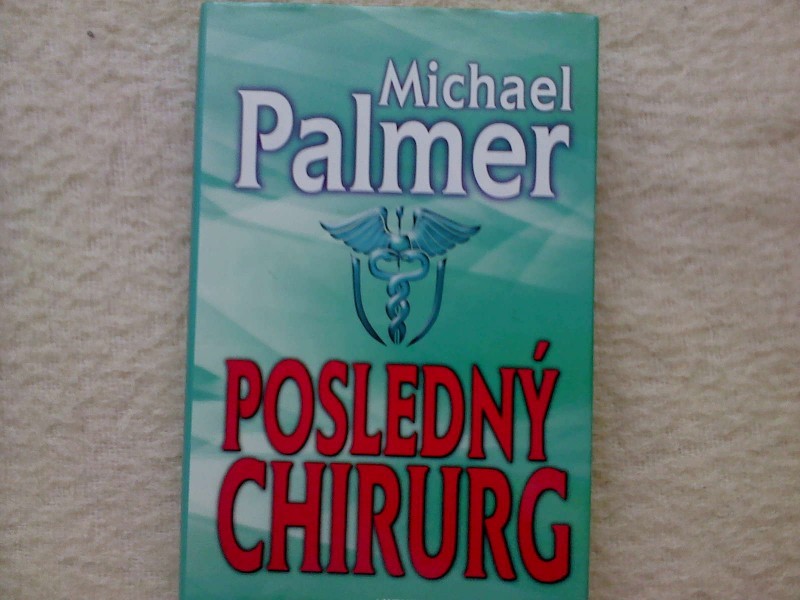 Michael
Palmer
POSLEDNÝ
CHIRURG